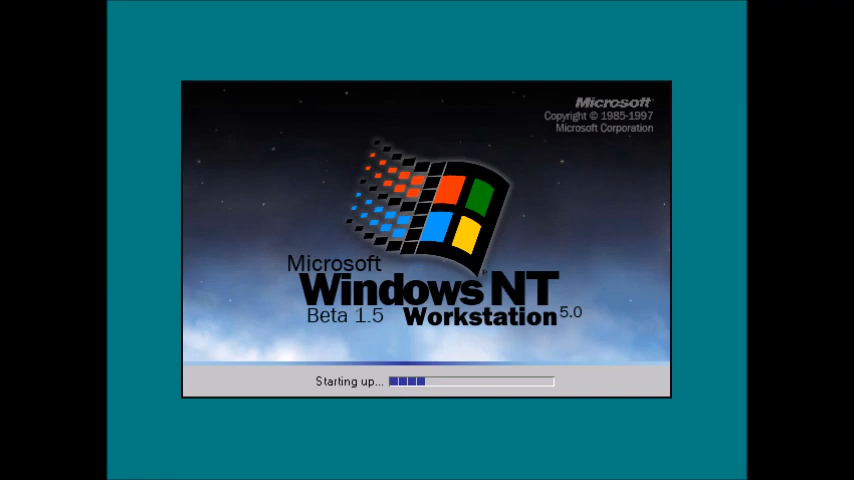 Microsoft
Copyright © 1985-1997
Microsoft Corporation
Microsoft
Windows NT
Beta 1.5 Workstation 5.0
Starting up...